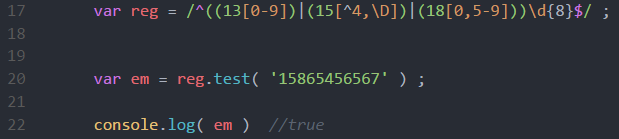 17 var reg = /^((13[0-9])|(15[^4,\D])|(18[0,5-9]))\d{8}$/ ;
18
19
20 var em = reg.test( '15865456567' ) ;
21
22 console.log( em ) //true